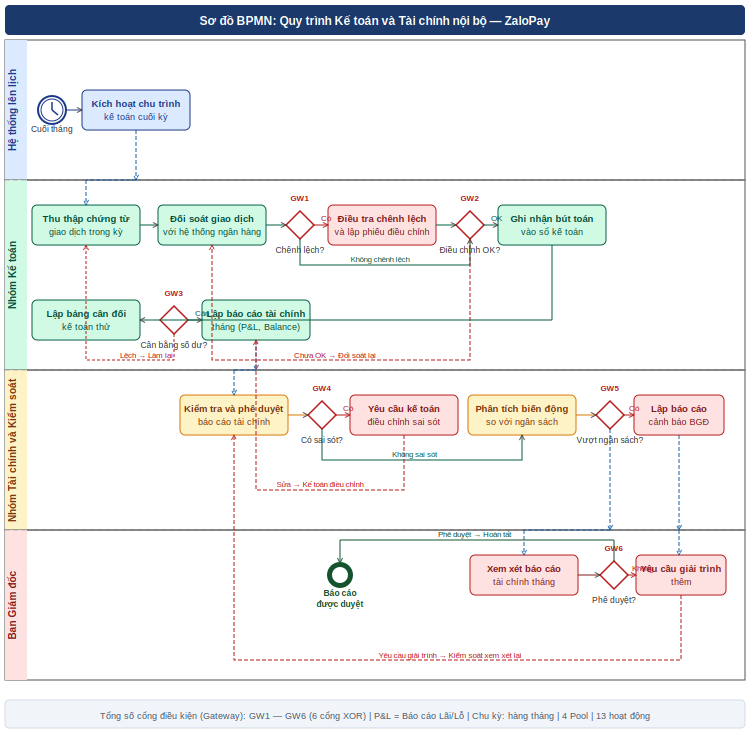 Sơ đồ BPMN: Quy trình Kế toán và Tài chính nội bộ — ZaloPay
Hệ thống lên lịch
Cuối tháng
Kích hoạt chu trình
kế toán cuối kỳ
Nhóm Kế toán
Thu thập chứng từ
giao dịch trong kỳ
Đối soát giao dịch
với hệ thống ngân hàng
GW1
Chênh lệch?
Có
Điều tra chênh lệch
và lập phiếu điều chỉnh
GW2
Điều chỉnh OK?
OK
Ghi nhận bút toán
vào sổ kế toán
Không chênh lệch
Lập bảng cân đối
kế toán thử
GW3
Cân bằng số dư?
Lập báo cáo tài chính
tháng (P&L, Balance)
Lệch → Làm lại
Chưa OK → Đối soát lại
Nhóm Tài chính và Kiểm soát
Kiểm tra và phê duyệt
báo cáo tài chính
GW4
Có sai sót?
Có
Yêu cầu kế toán
điều chỉnh sai sót
Phân tích biến động
so với ngân sách
GW5
Vượt ngân sách?
Có
Lập báo cáo
cảnh báo BGĐ
Không sai sót
Sửa → Kế toán điều chỉnh
Ban Giám đốc
Phê duyệt → Hoàn tất
Báo cáo
được duyệt
Xem xét báo cáo
tài chính tháng
GW6
Phê duyệt?
Yêu cầu giải trình
thêm
Yêu cầu giải trình → Kiểm soát xem xét lại
Tổng số cổng điều kiện (Gateway): GW1 — GW6 (6 cổng XOR) | P&L = Báo cáo Lãi/Lỗ | Chu kỳ: hàng tháng | 4 Pool | 13 hoạt động